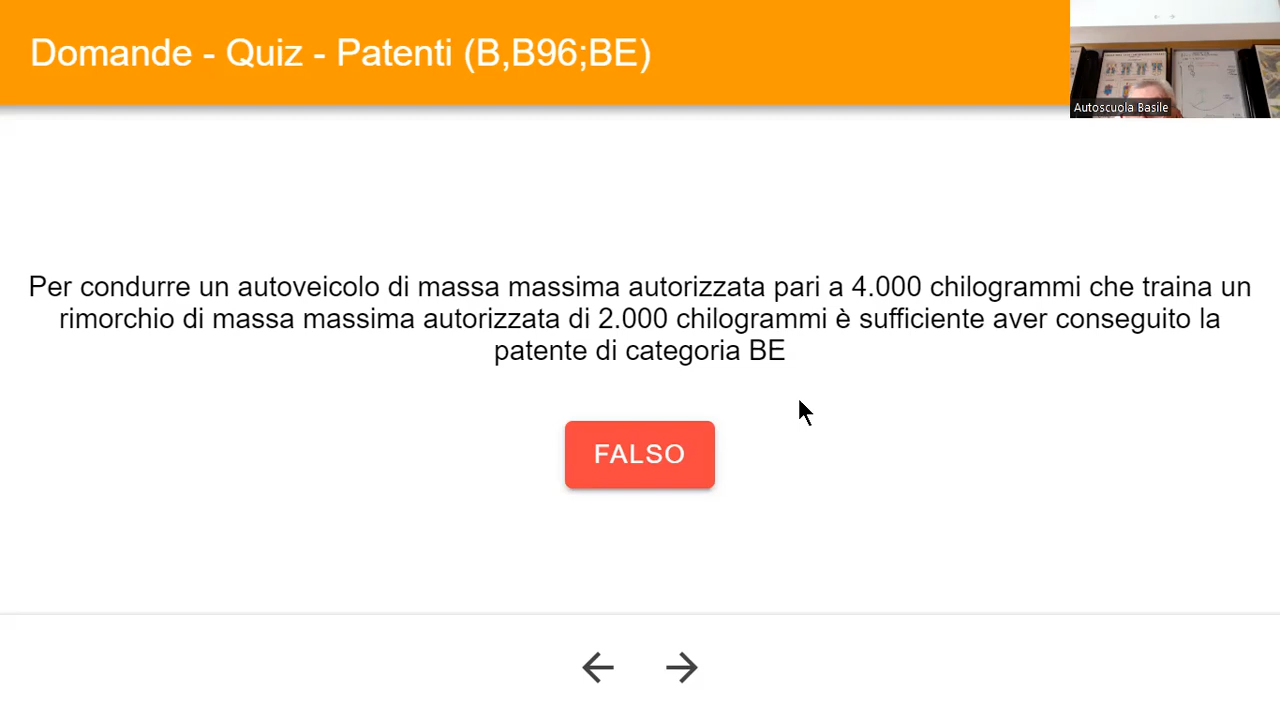 Domande - Quiz - Patenti (B,B96;BE)
Autoscuola Basile
Per condurre un autoveicolo di massa massima autorizzata pari a 4.000 chilogrammi che traina un
rimorchio di massa massima autorizzata di 2.000 chilogrammi è sufficiente aver conseguito la
patente di categoria BE
FALSO